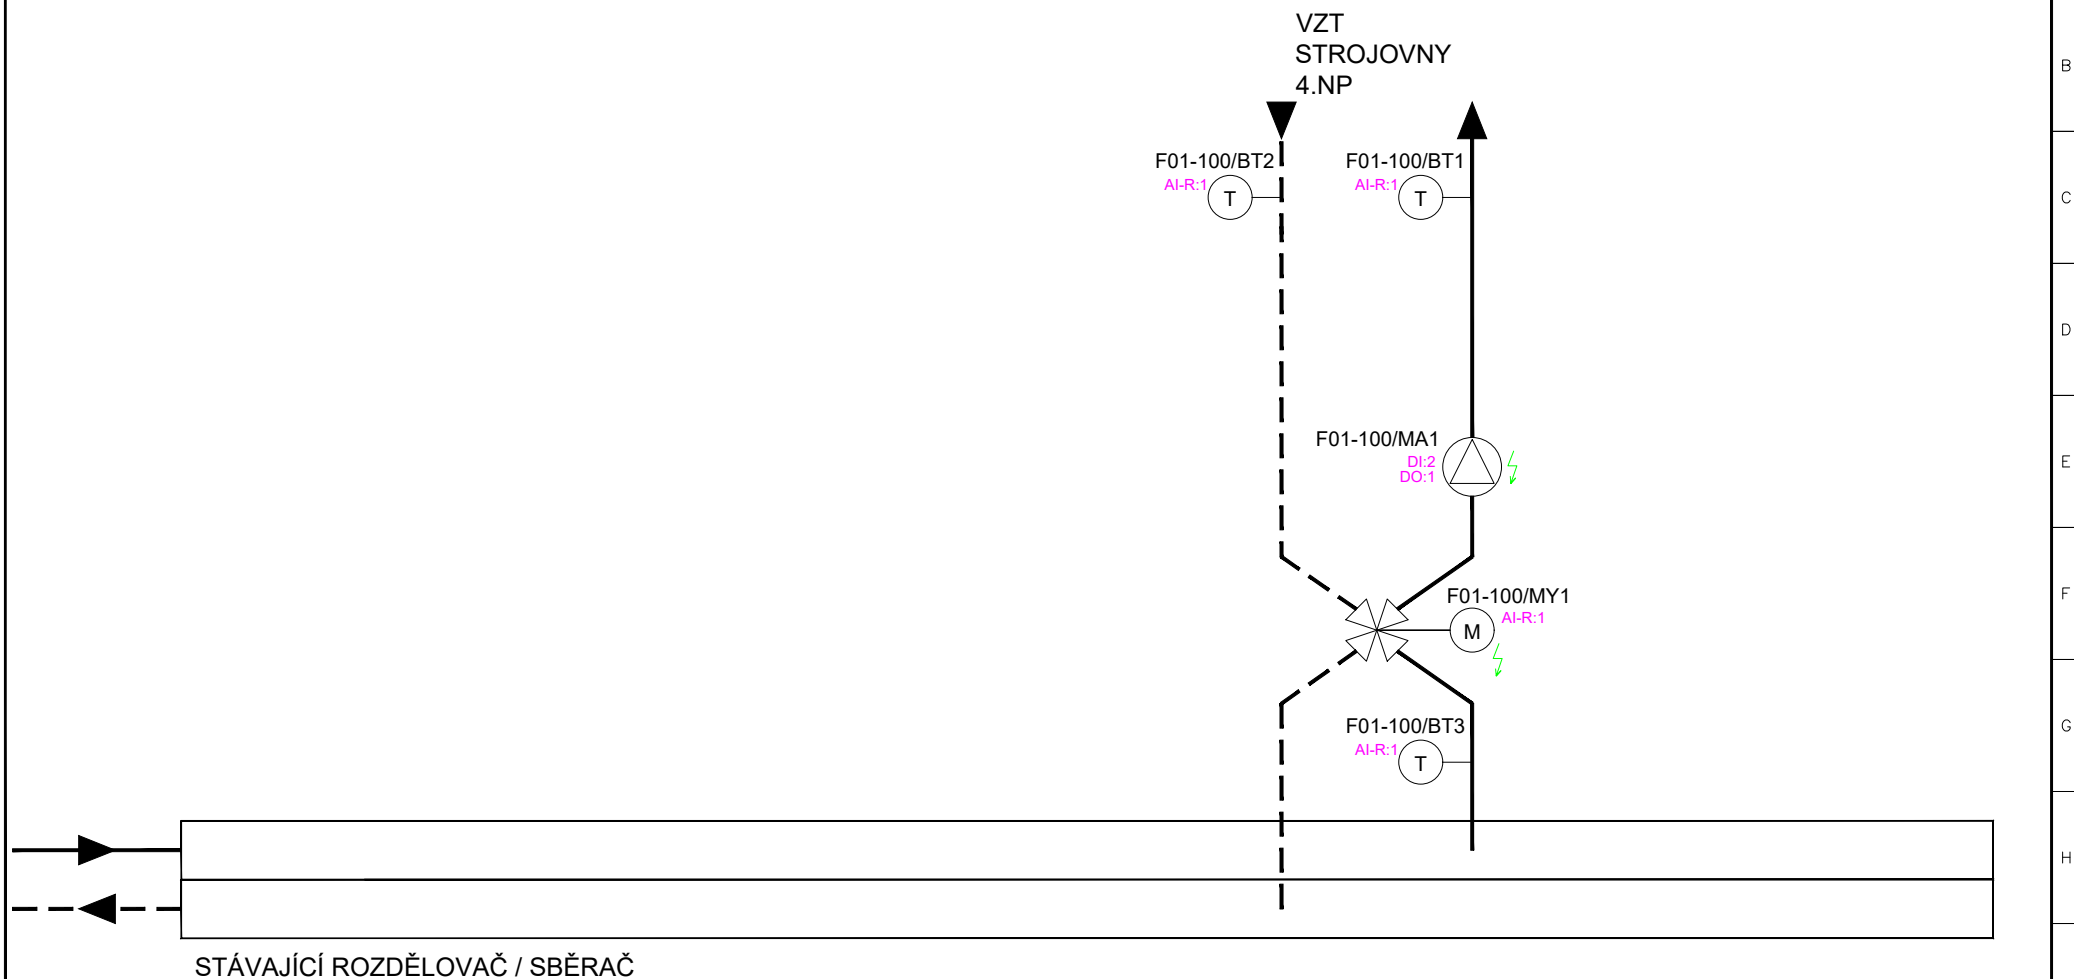 VZT
STROJOVNY
4.NP
B
F01-100/BT2
AI-R:1
T
F01-100/BT1
AI-R:1
T
C
D
F01-100/MA1
DI:2
DO:1
E
F01-100/MY1
AI-R:1
M
F
F01-100/BT3
AI-R:1
T
G
H
STÁVAJÍCÍ ROZDĚLOVAČ / SBĚRAČ